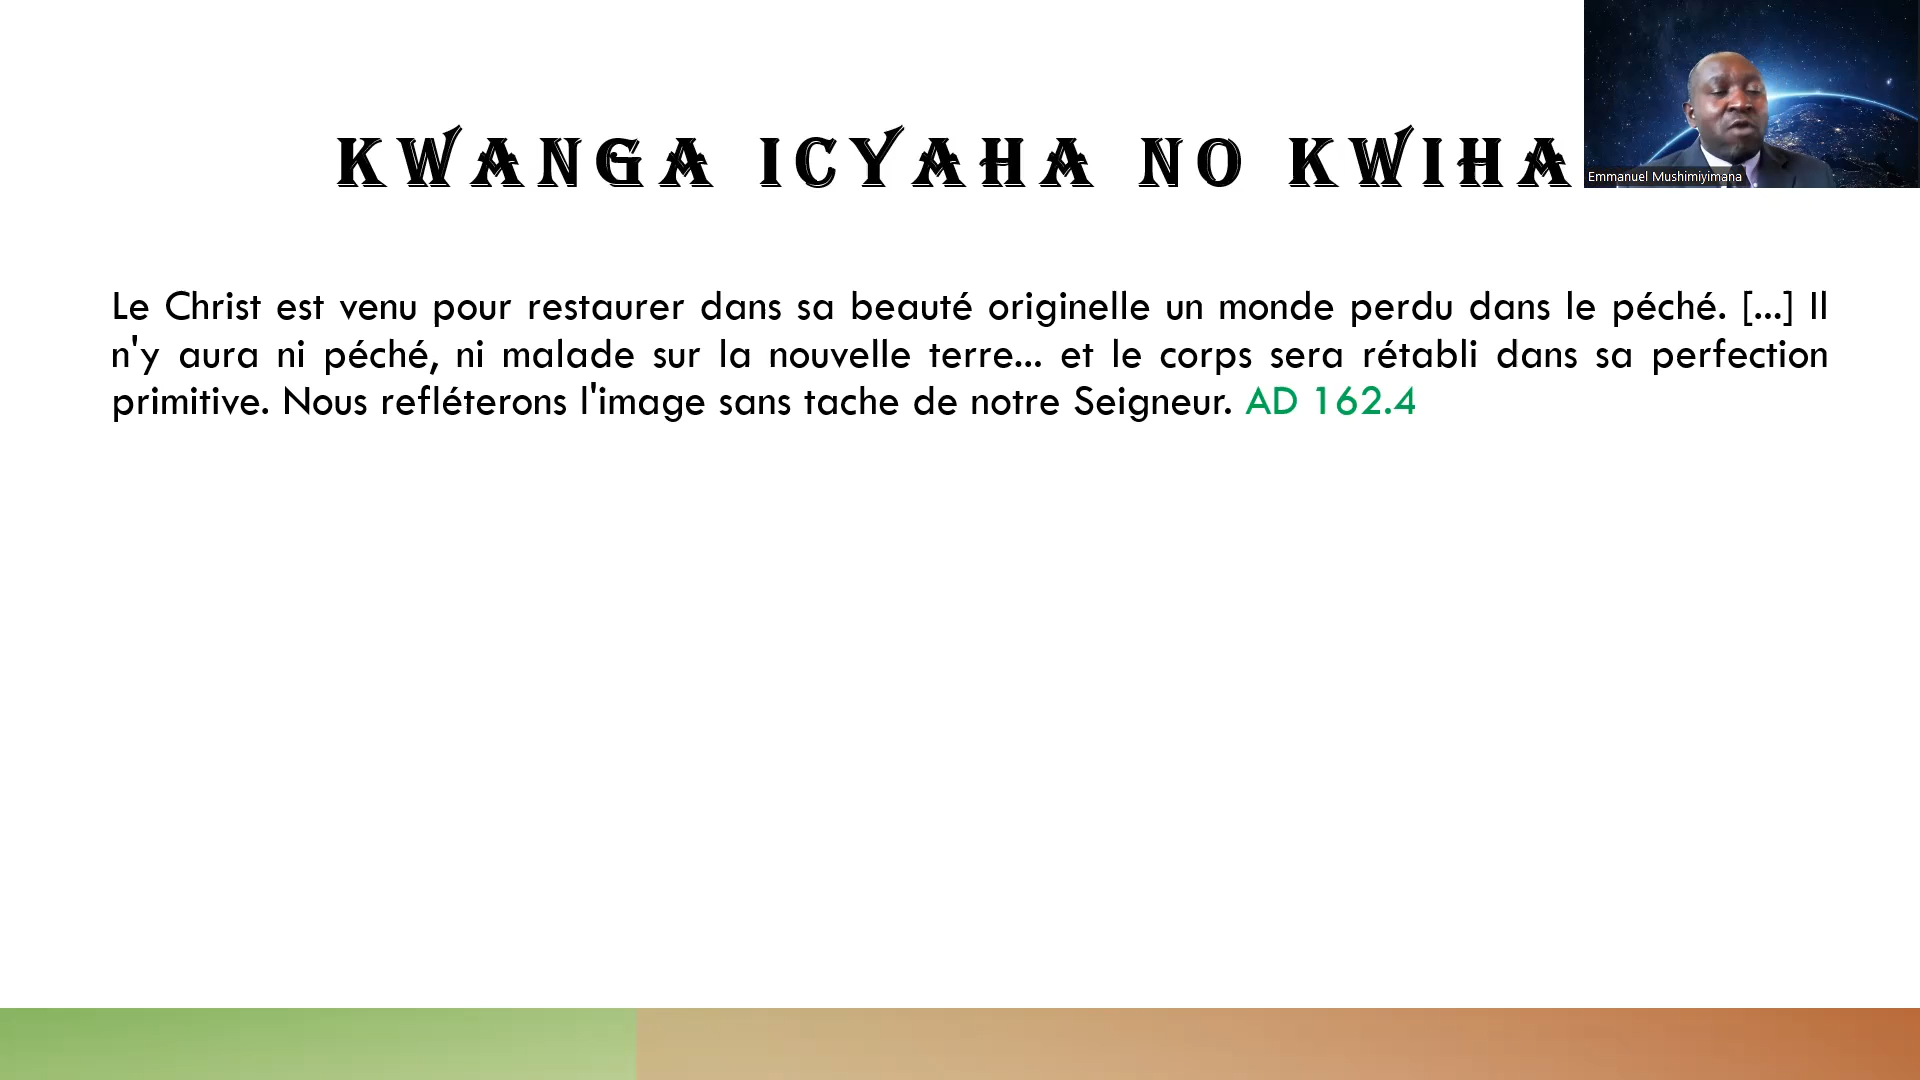 KWANGA ICYAHA NO KWIHA
Emmanuel Mushimiyimana
Le Christ est venu pour restaurer dans sa beauté originelle un monde perdu dans le péché. [...] Il
n'y aura ni péché, ni malade sur la nouvelle terre... et le corps sera rétabli dans sa perfection
primitive. Nous refléterons l'image sans tache de notre Seigneur. AD 162.4